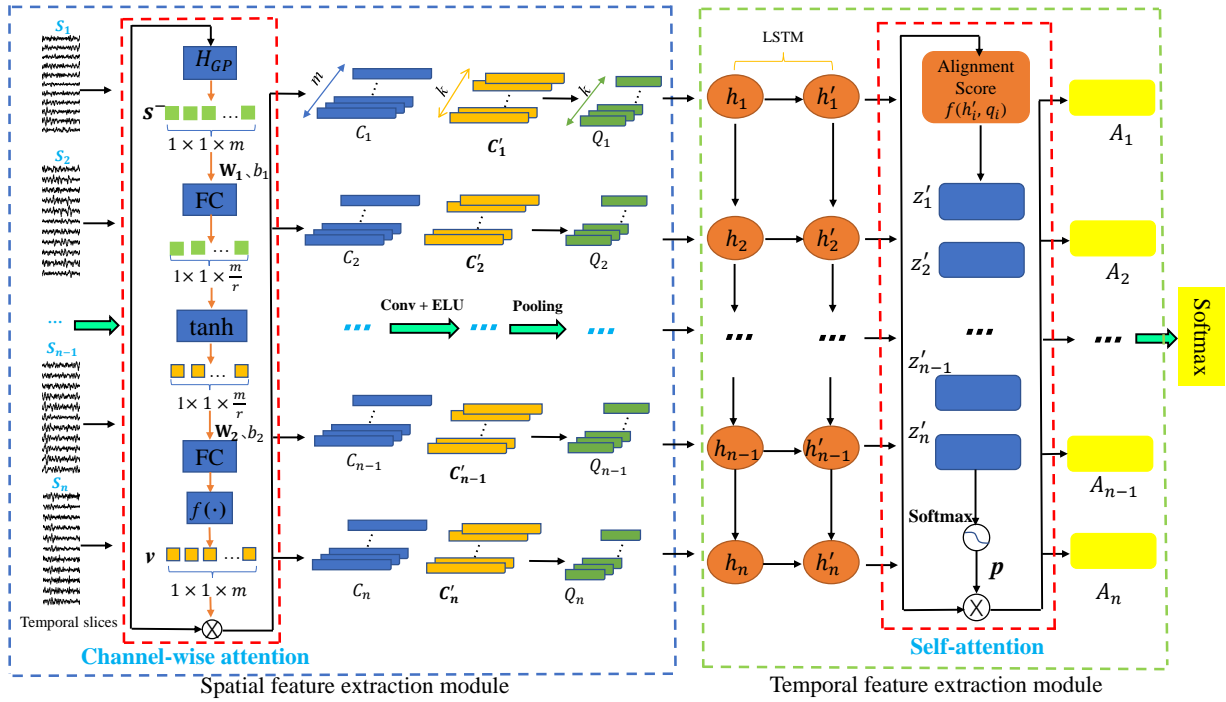 S₁
S₂
...
Sₙ₋₁
Sₙ
Temporal slices
H_GP
s⁻
...
1 × 1 × m
W₁、b₁
FC
...
1 × 1 × m/r
tanh
...
1 × 1 × m/r
W₂、b₂
FC
f(·)
v
...
1 × 1 × m
Channel-wise attention
m
k
k
C₁
C′₁
Q₁
C₂
C′₂
Q₂
Conv + ELU
Pooling
Cₙ₋₁
C′ₙ₋₁
Qₙ₋₁
Cₙ
C′ₙ
Qₙ
Spatial feature extraction module
LSTM
h₁
h′₁
h₂
h′₂
hₙ₋₁
h′ₙ₋₁
hₙ
h′ₙ
Alignment
Score
f(h′ᵢ, qᵢ)
z′₁
z′₂
z′ₙ₋₁
z′ₙ
Softmax
p
Self-attention
A₁
A₂
Aₙ₋₁
Aₙ
Softmax
Temporal feature extraction module